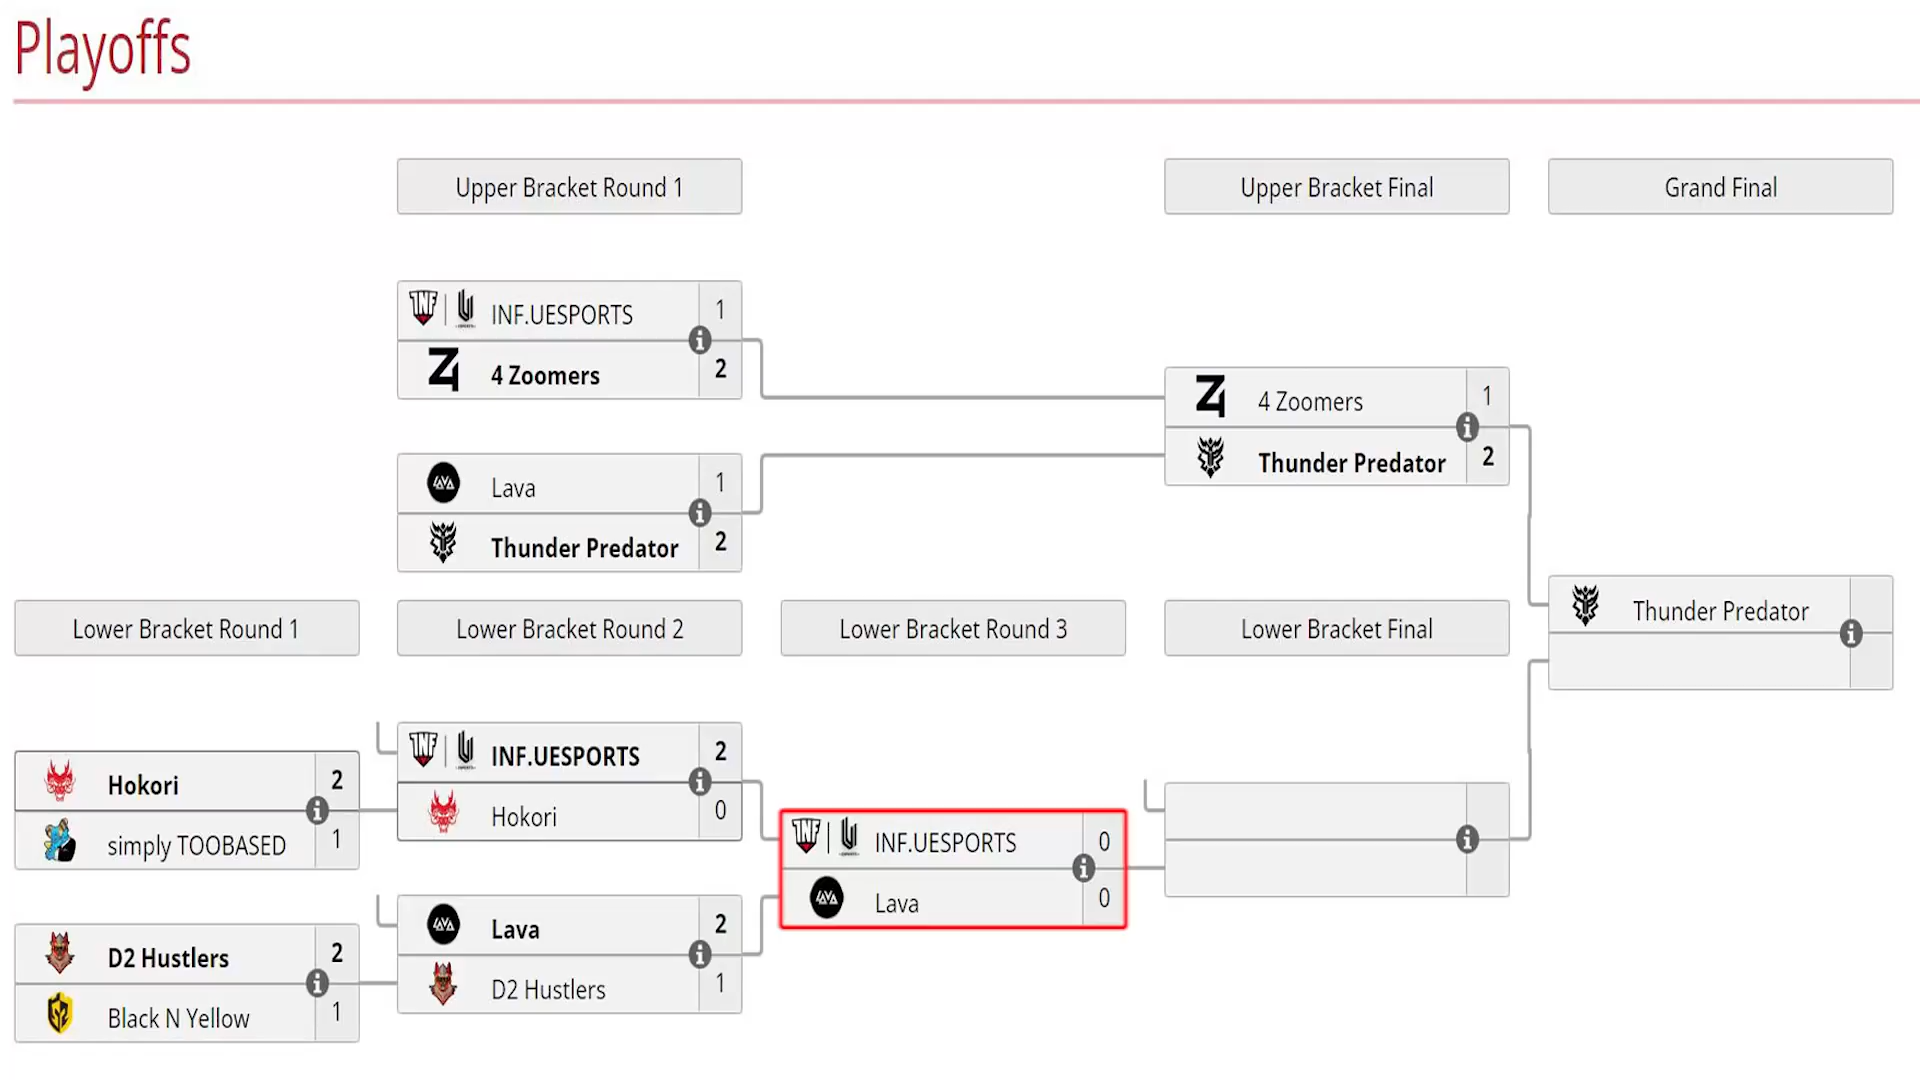 Playoffs
Upper Bracket Round 1
Upper Bracket Final
Grand Final
INF.UESPORTS 1
4 Zoomers 2
4 Zoomers 1
Thunder Predator 2
Lava 1
Thunder Predator 2
Thunder Predator
Lower Bracket Round 1
Lower Bracket Round 2
Lower Bracket Round 3
Lower Bracket Final
Hokori 2
simply TOOBASED 1
INF.UESPORTS 2
Hokori 0
INF.UESPORTS 0
Lava 0
D2 Hustlers 2
Black N Yellow 1
Lava 2
D2 Hustlers 1